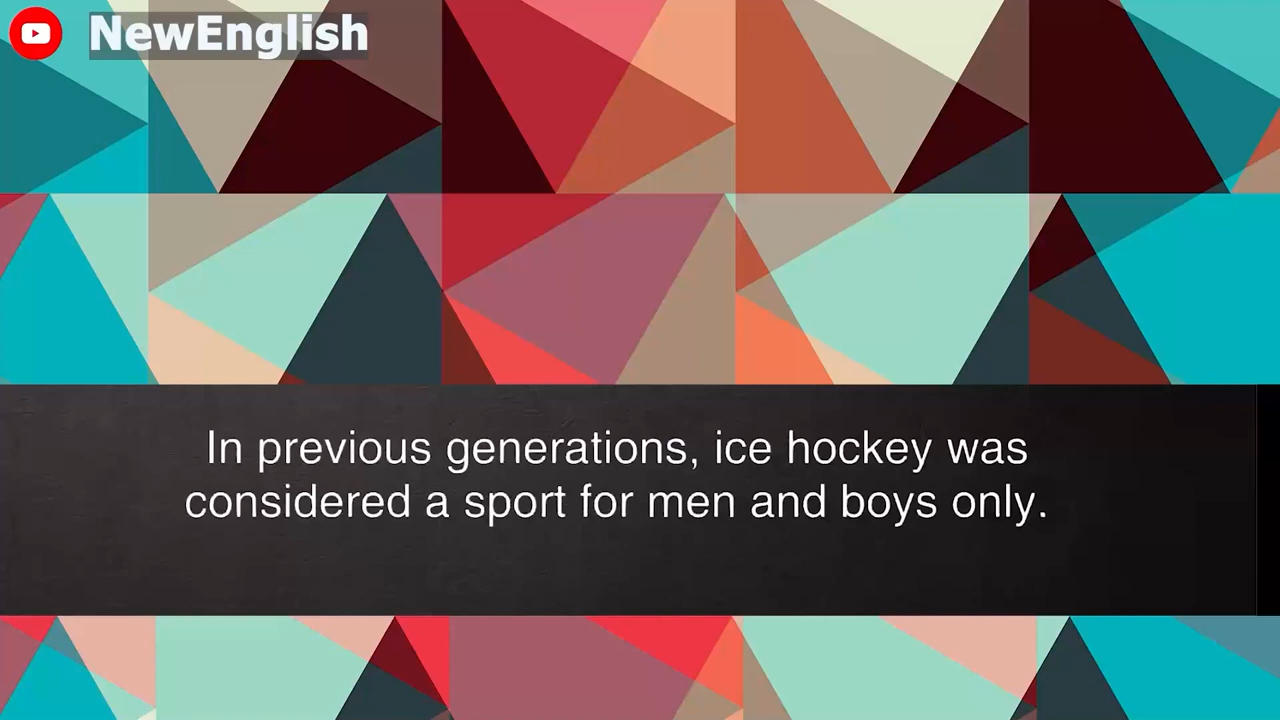 NewEnglish
In previous generations, ice hockey was
considered a sport for men and boys only.